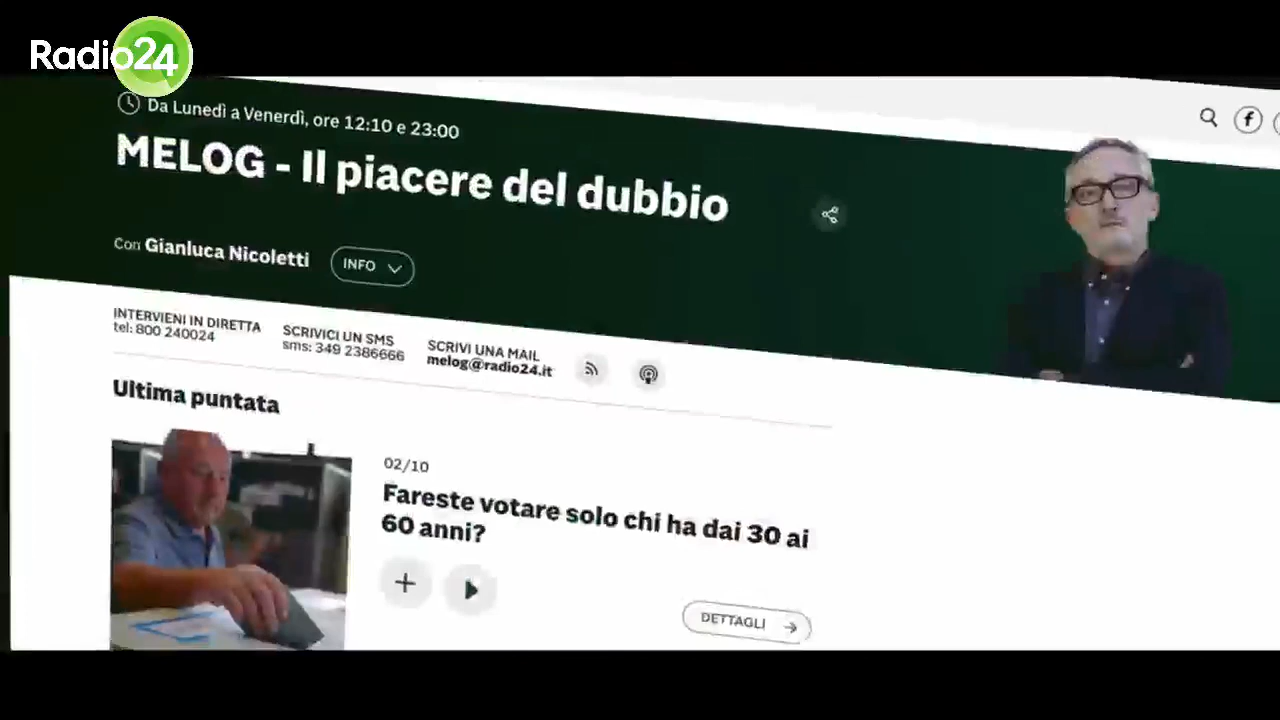 Radio24
Da Lunedì a Venerdì, ore 12:10 e 23:00
MELOG - Il piacere del dubbio
Con Gianluca Nicoletti
INFO
INTERVIENI IN DIRETTA
tel: 800 240024
SCRIVICI UN SMS
sms: 349 2386666
SCRIVI UNA MAIL
melog@radio24.it
Ultima puntata
02/10
Fareste votare solo chi ha dai 30 ai
60 anni?
DETTAGLI